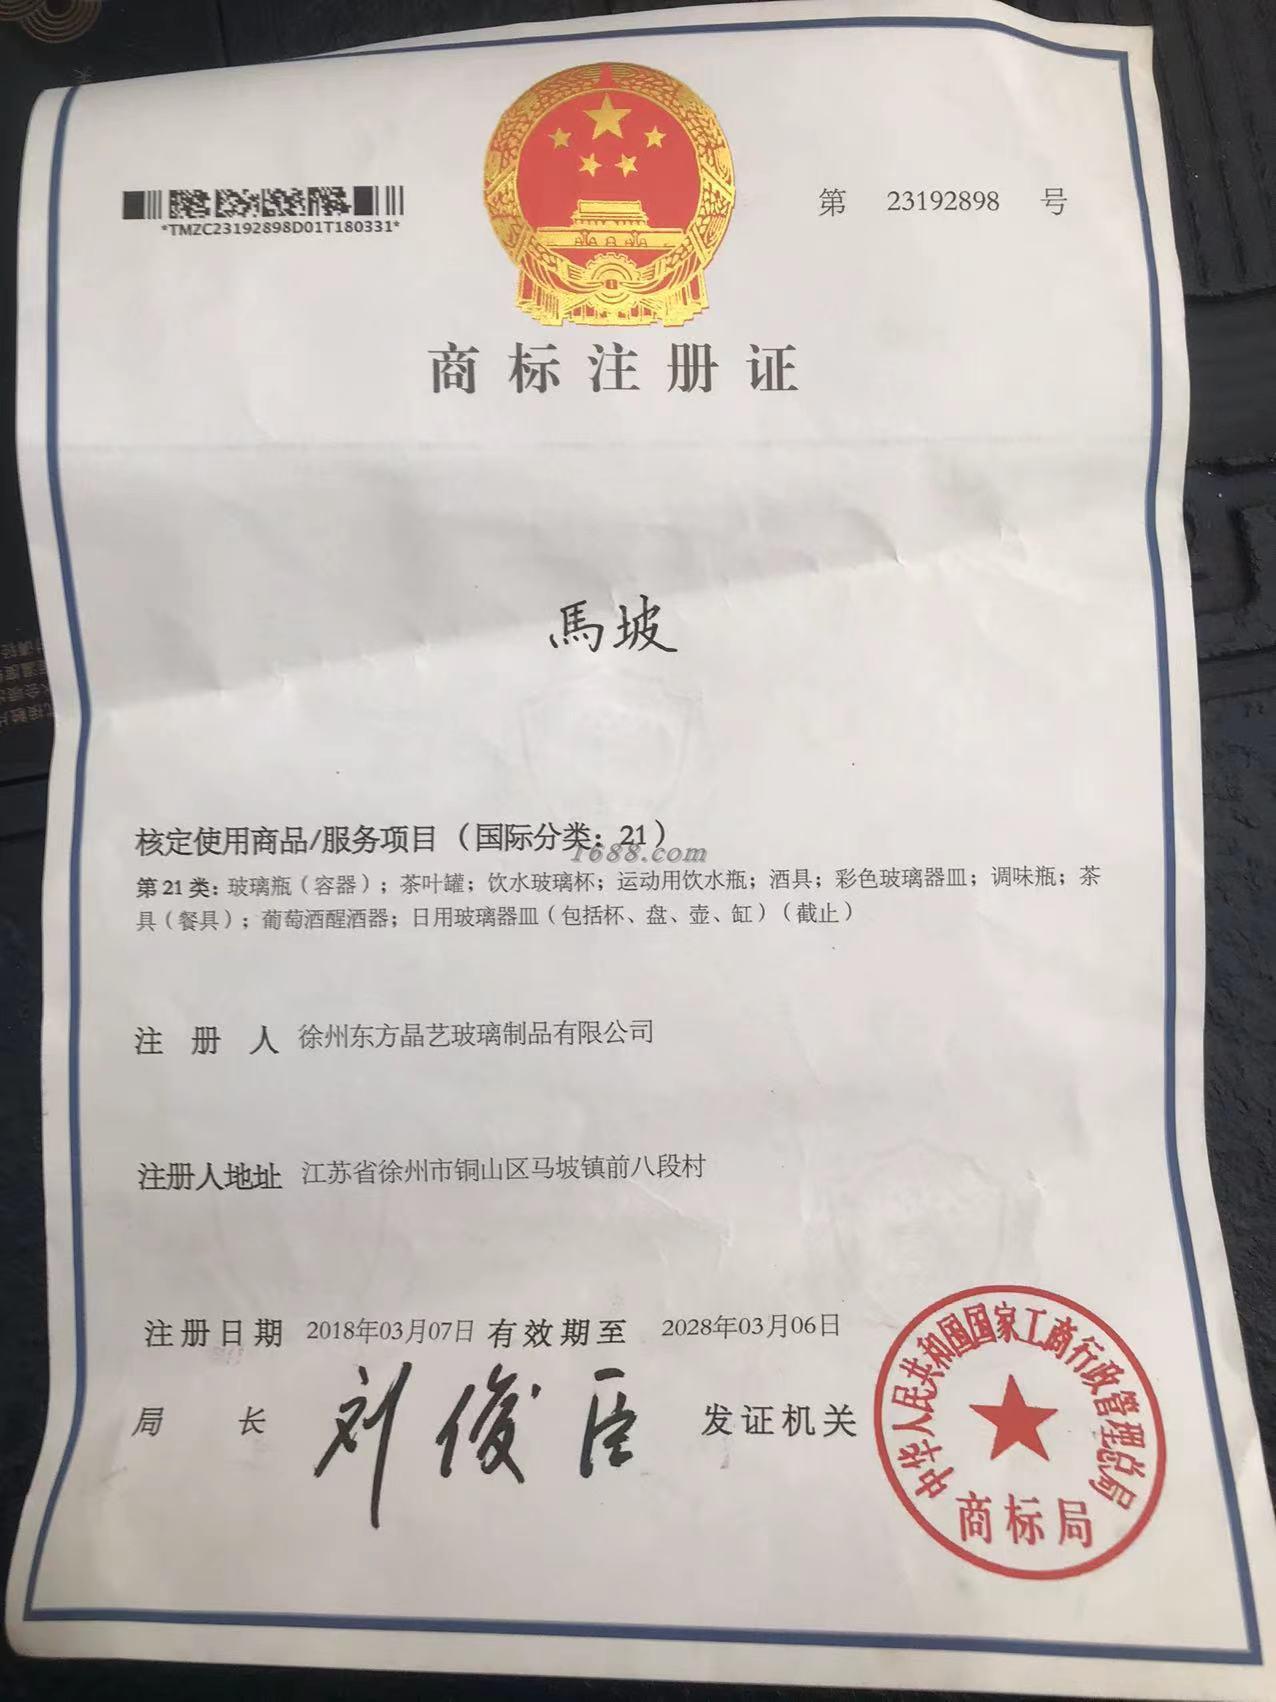 *TMZC23192898D01T180331*
第 23192898 号
商标注册证
馬坡
核定使用商品/服务项目（国际分类：21）
1688.com
第21类：玻璃瓶（容器）；茶叶罐；饮水玻璃杯；运动用饮水瓶；酒具；彩色玻璃器皿；调味瓶；茶
具（餐具）；葡萄酒醒酒器；日用玻璃器皿（包括杯、盘、壶、缸）（截止）
注册人 徐州东方晶艺玻璃制品有限公司
注册人地址 江苏省徐州市铜山区马坡镇前八段村
注册日期 2018年03月07日 有效期至 2028年03月06日
局长 刘俊臣 发证机关
中华人民共和国国家工商行政管理总局
商标局